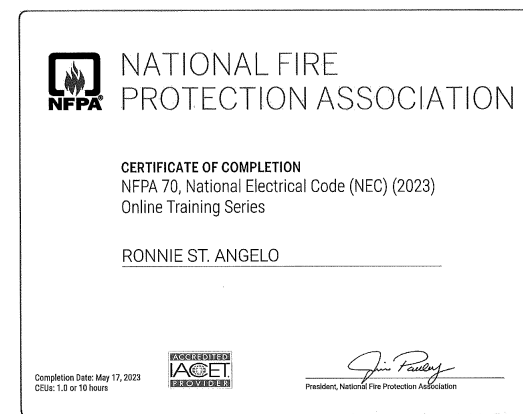 NFPA®
NATIONAL FIRE
PROTECTION ASSOCIATION
CERTIFICATE OF COMPLETION
NFPA 70, National Electrical Code (NEC) (2023)
Online Training Series
RONNIE ST. ANGELO
Completion Date: May 17, 2023
CEUs: 1.0 or 10 hours
ACCREDITED
IACET
PROVIDER
Jim Pauley
President, National Fire Protection Association